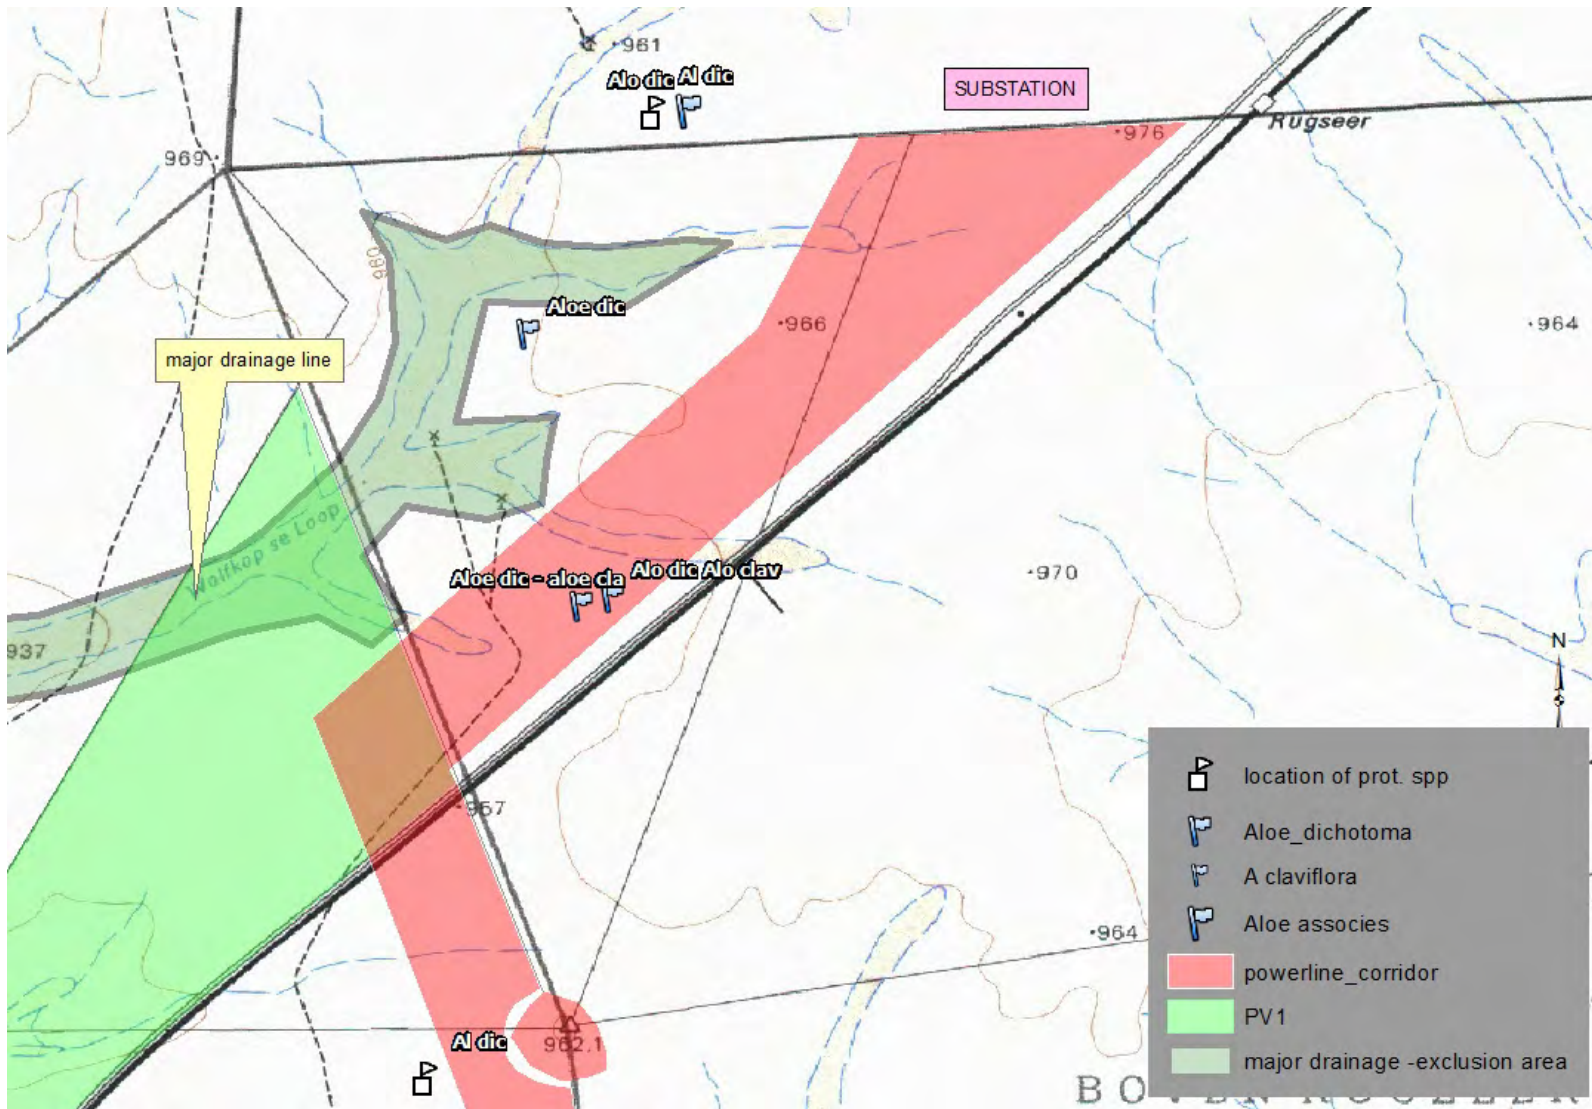 961
Alo dic Al dic
SUBSTATION
976
Rugseer
969
980
Aloe dic
966
964
major drainage line
Wolfkop se Loop
970
Aloe dic - aloe cla
Alo dic Alo clav
937
N
957
location of prot. spp
Aloe_dichotoma
A claviflora
Aloe associes
964
powerline_corridor
PV1
Al dic
962.1
major drainage -exclusion area